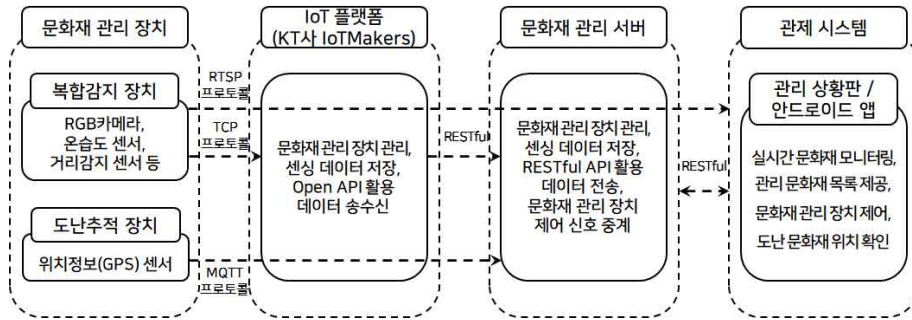 문화재 관리 장치
복합감지 장치
RGB카메라,
온습도 센서,
거리감지 센서 등
도난추적 장치
위치정보(GPS) 센서
RTSP
프로토콜
TCP
프로토콜
MQTT
프로토콜
IoT 플랫폼
(KT사 IoTMakers)
문화재 관리 장치 관리,
센싱 데이터 저장,
Open API 활용
데이터 송수신
RESTful
문화재 관리 서버
문화재 관리 장치 관리,
센싱 데이터 저장,
RESTful API 활용
데이터 전송,
문화재 관리 장치
제어 신호 중계
RESTful
관제 시스템
관리 상황판 /
안드로이드 앱
실시간 문화재 모니터링,
관리 문화재 목록 제공,
문화재 관리 장치 제어,
도난 문화재 위치 확인